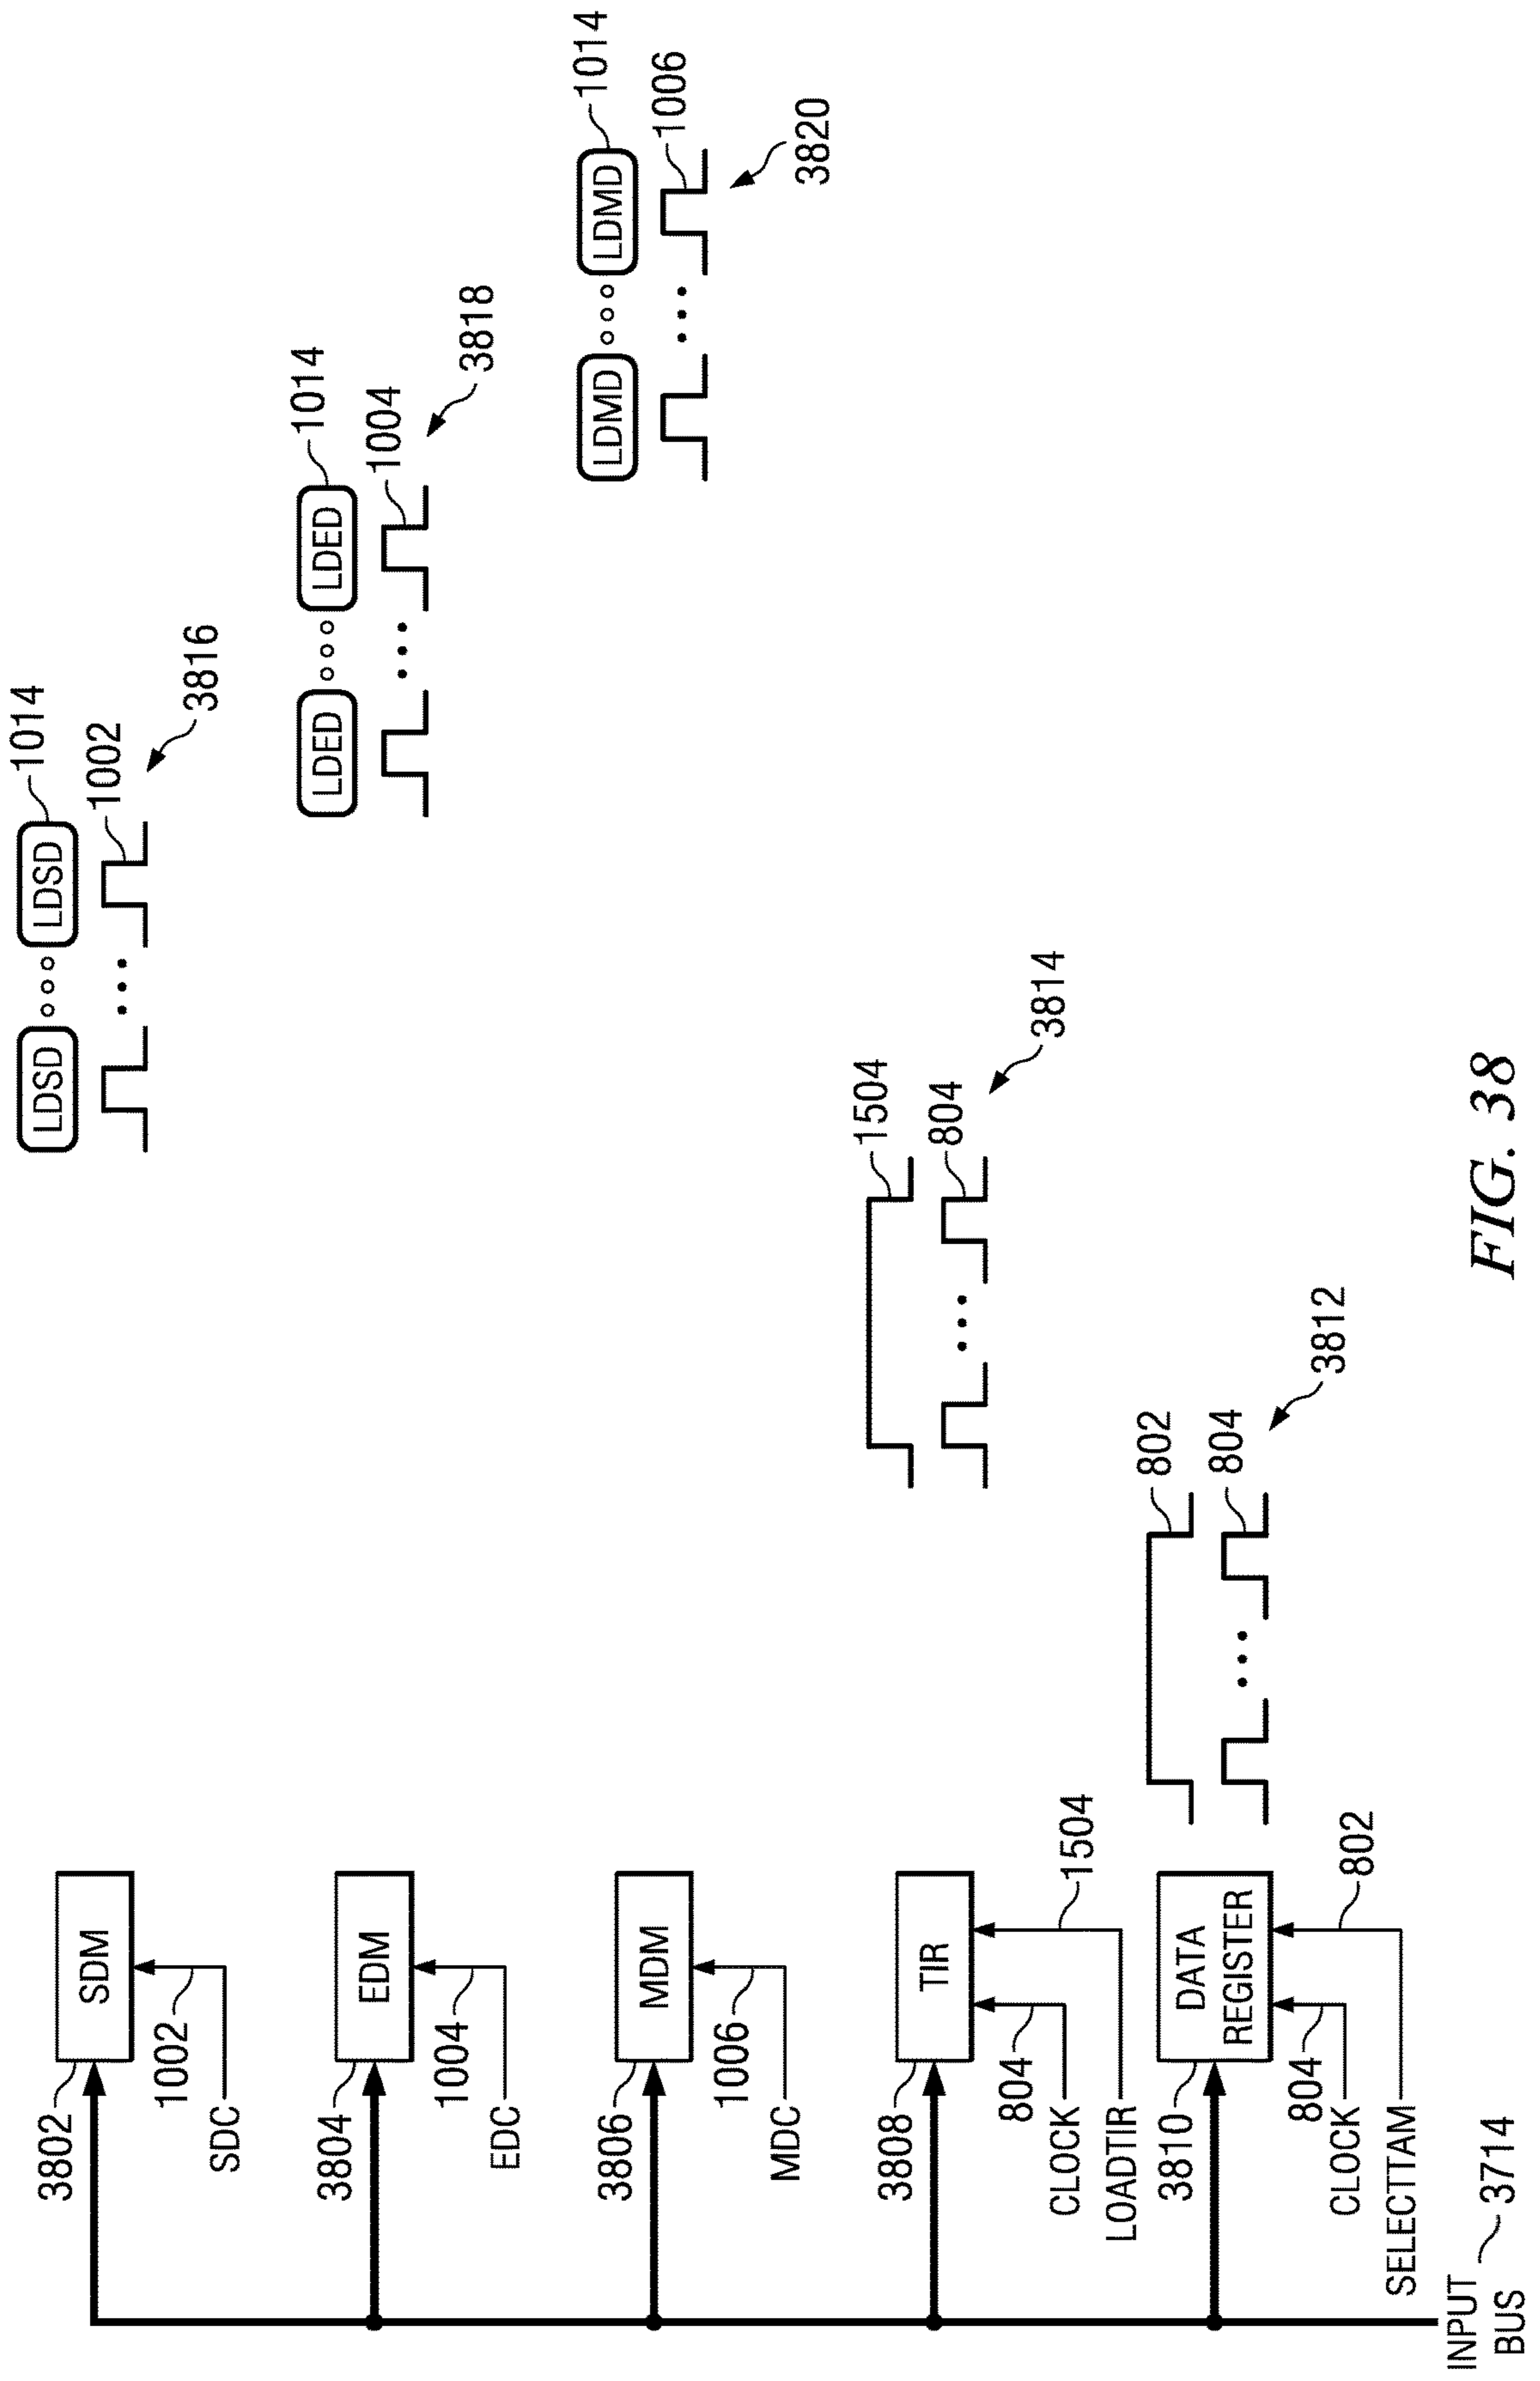 3802
SDM
1002
SDC
LDSD
LDSD
1014
1002
3816
3804
EDM
1004
EDC
LDED
LDED
1014
1004
3818
3806
MDM
1006
MDC
LDMD
LDMD
1014
1006
3820
3808
TIR
804
CLOCK
1504
LOADTIR
1504
804
3814
3810
DATA
REGISTER
804
CLOCK
802
SELECTTAM
802
804
3812
INPUT
BUS
3714
FIG. 38